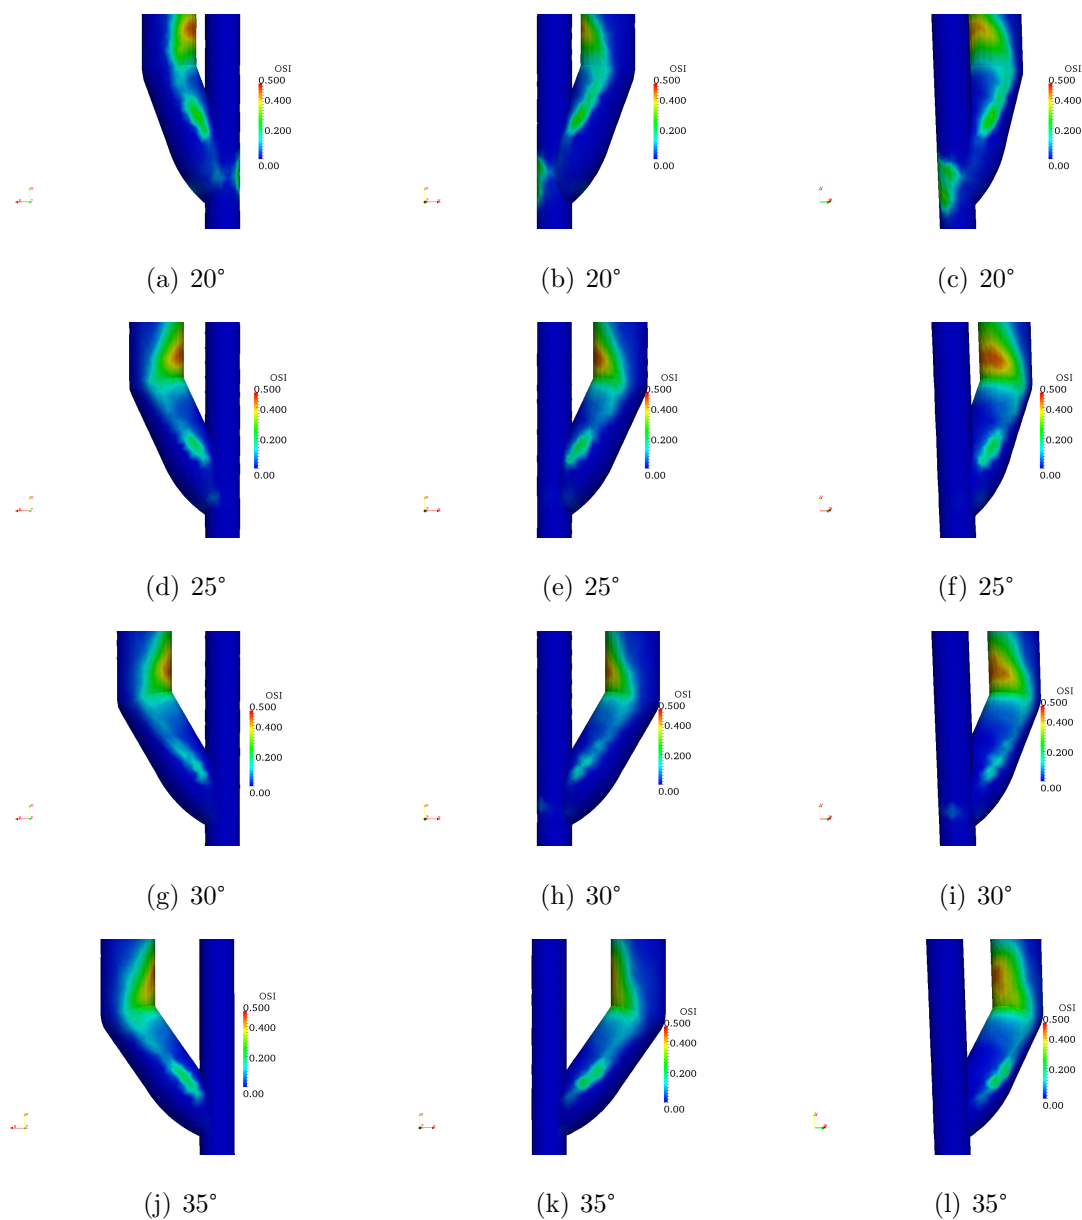 OSI
0.500
0.400
0.200
0.00
OSI
0.500
0.400
0.200
0.00
OSI
0.500
0.400
0.200
0.00
(a) 20°
(b) 20°
(c) 20°
OSI
0.500
0.400
0.200
0.00
OSI
0.500
0.400
0.200
0.00
OSI
0.500
0.400
0.200
0.00
(d) 25°
(e) 25°
(f) 25°
OSI
0.500
0.400
0.200
0.00
OSI
0.500
0.400
0.200
0.00
OSI
0.500
0.400
0.200
0.00
(g) 30°
(h) 30°
(i) 30°
OSI
0.500
0.400
0.200
0.00
OSI
0.500
0.400
0.200
0.00
OSI
0.500
0.400
0.200
0.00
(j) 35°
(k) 35°
(l) 35°